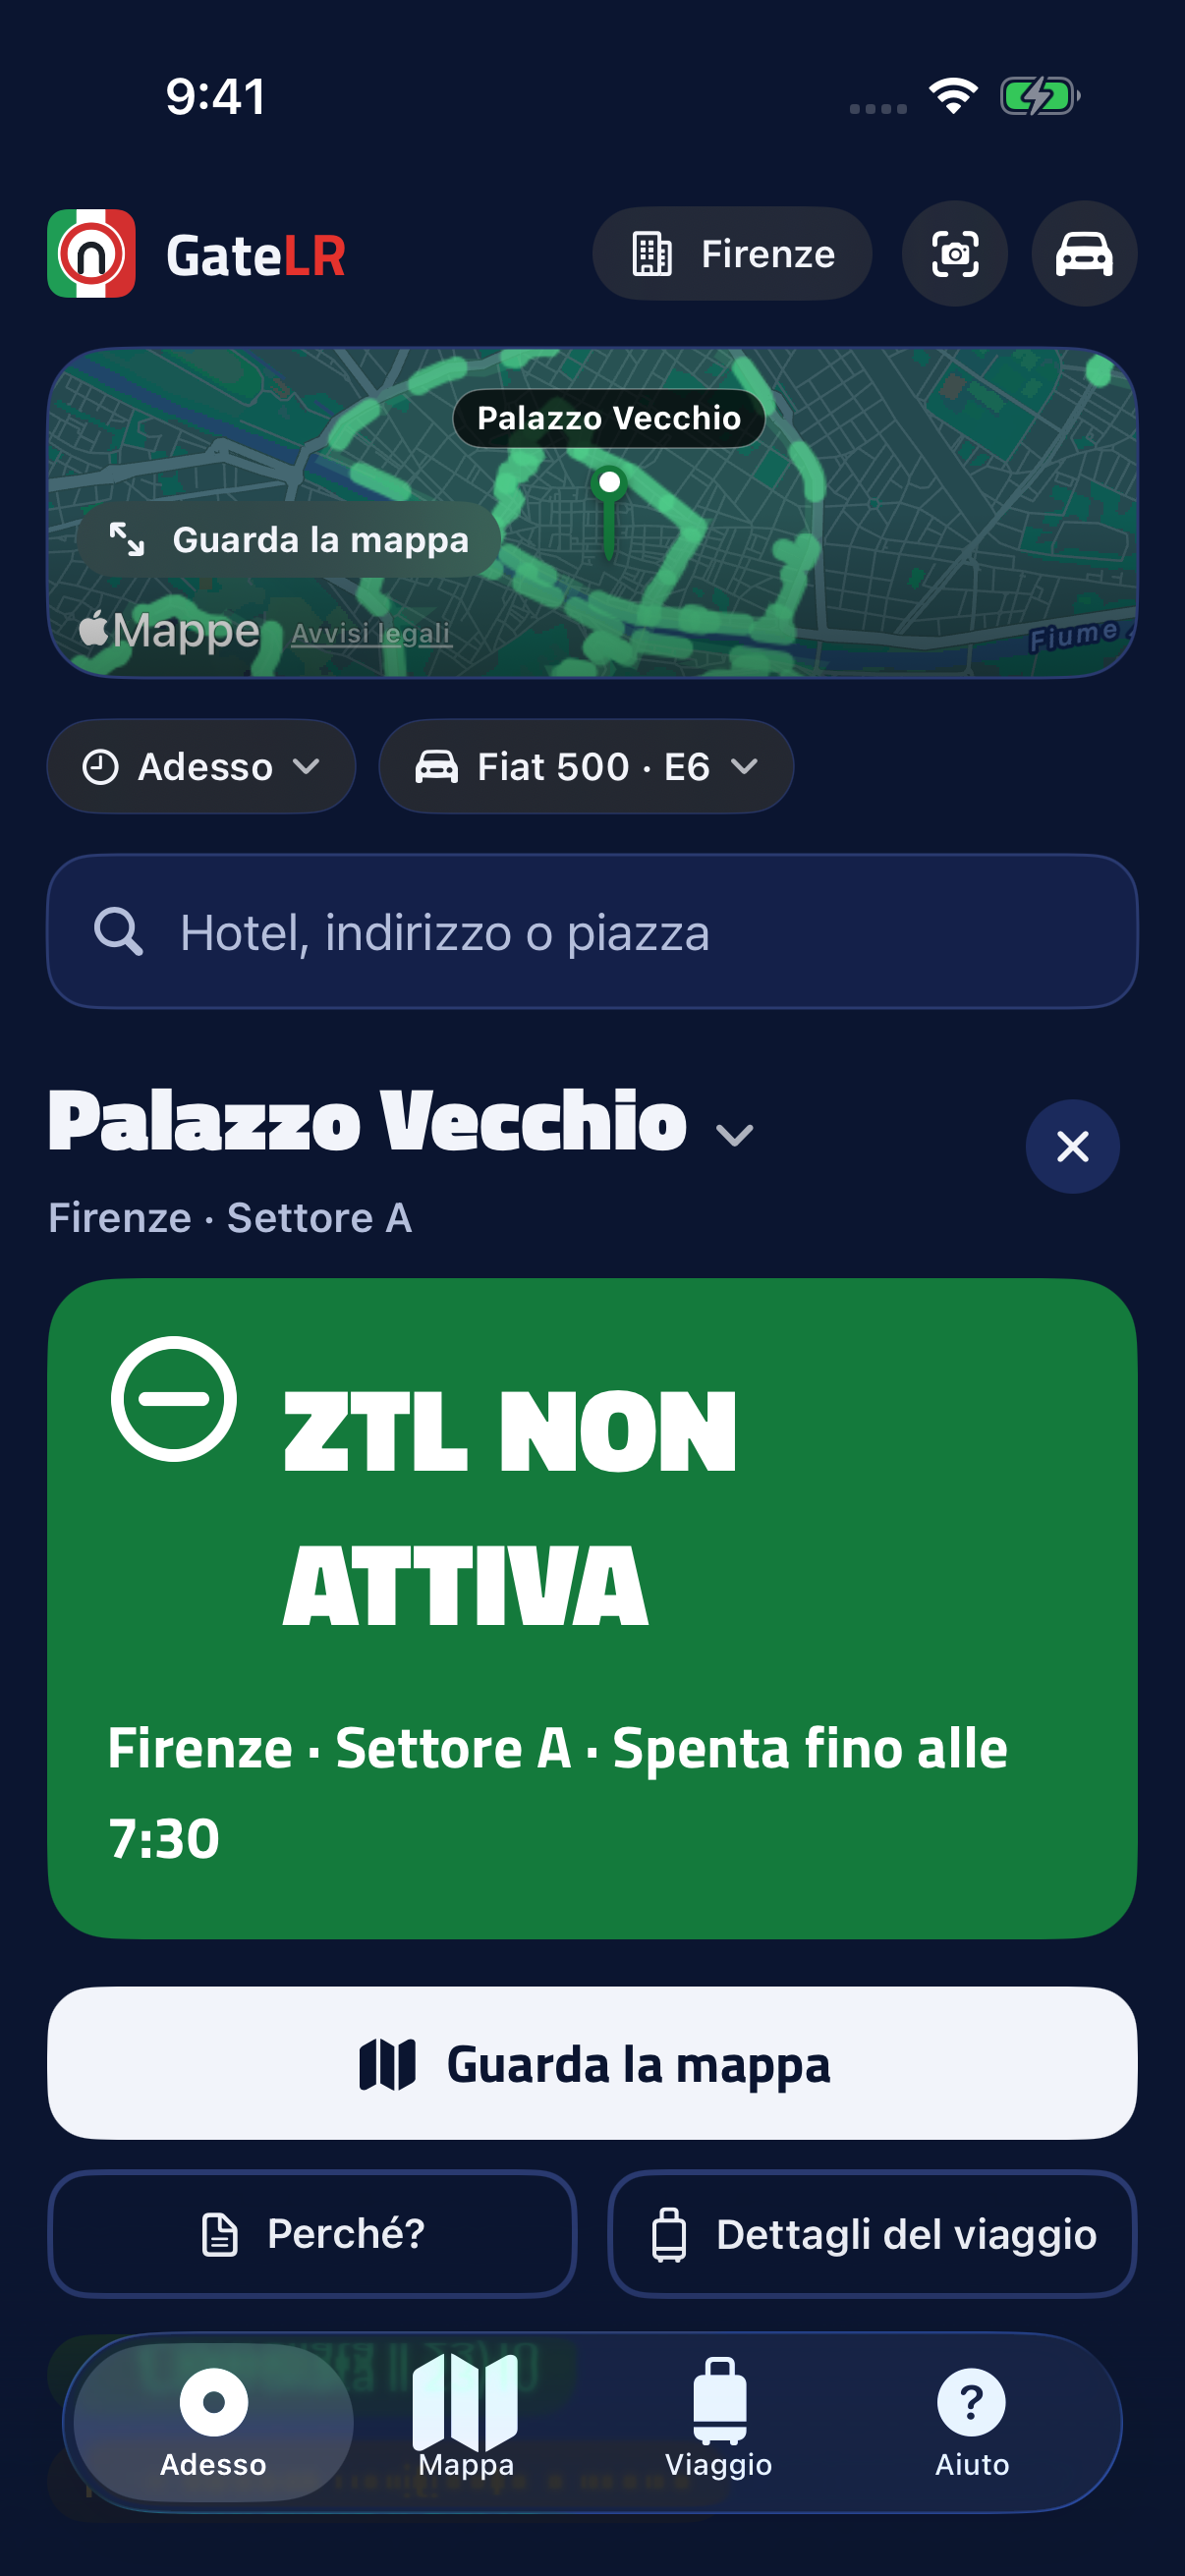 9:41
GateLR
Firenze
Palazzo Vecchio
Guarda la mappa
Mappe
Avvisi legali
Fiume
Adesso
Fiat 500 · E6
Hotel, indirizzo o piazza
Palazzo Vecchio
Firenze · Settore A
ZTL NON
ATTIVA
Firenze · Settore A · Spenta fino alle
7:30
Guarda la mappa
Perché?
Dettagli del viaggio
Adesso
Mappa
Viaggio
Aiuto